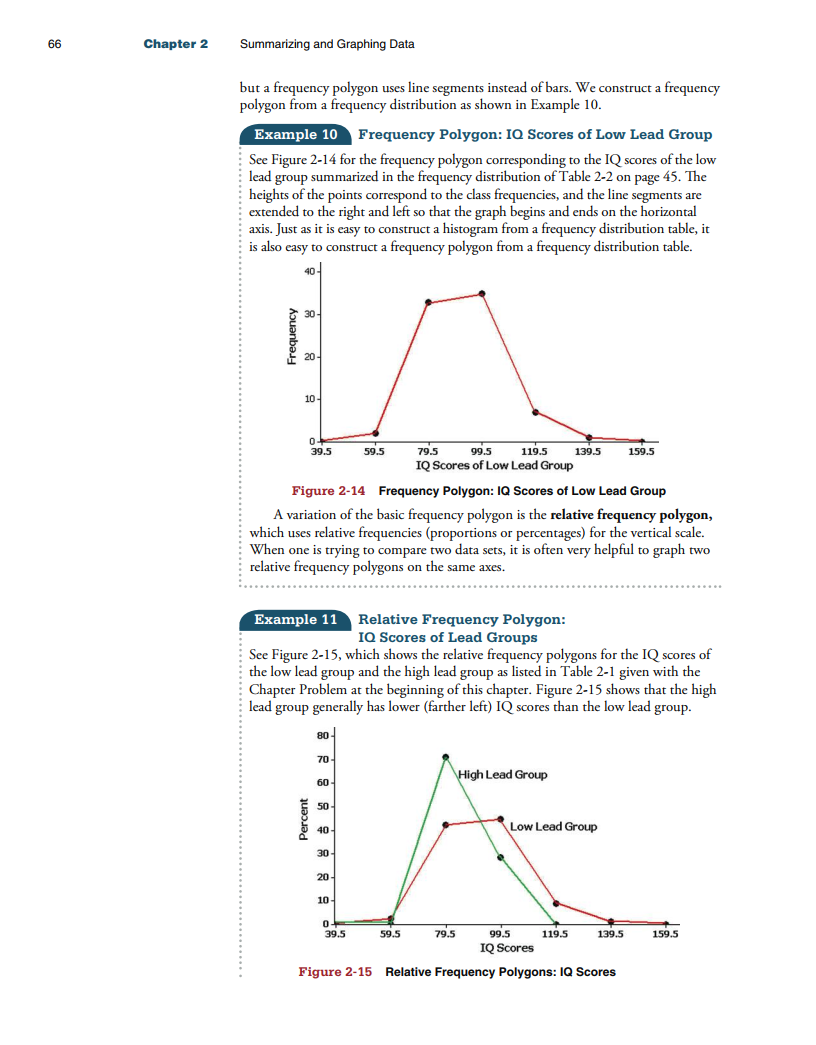 66 Chapter 2 Summarizing and Graphing Data
but a frequency polygon uses line segments instead of bars. We construct a frequency
polygon from a frequency distribution as shown in Example 10.
Example 10 Frequency Polygon: IQ Scores of Low Lead Group
See Figure 2-14 for the frequency polygon corresponding to the IQ scores of the low
lead group summarized in the frequency distribution of Table 2-2 on page 45. The
heights of the points correspond to the class frequencies, and the line segments are
extended to the right and left so that the graph begins and ends on the horizontal
axis. Just as it is easy to construct a histogram from a frequency distribution table, it
is also easy to construct a frequency polygon from a frequency distribution table.
40
30
20
10
0
Frequency
39.5 59.5 79.5 99.5 119.5 139.5 159.5
IQ Scores of Low Lead Group
Figure 2-14 Frequency Polygon: IQ Scores of Low Lead Group
A variation of the basic frequency polygon is the relative frequency polygon,
which uses relative frequencies (proportions or percentages) for the vertical scale.
When one is trying to compare two data sets, it is often very helpful to graph two
relative frequency polygons on the same axes.
Example 11 Relative Frequency Polygon:
IQ Scores of Lead Groups
See Figure 2-15, which shows the relative frequency polygons for the IQ scores of
the low lead group and the high lead group as listed in Table 2-1 given with the
Chapter Problem at the beginning of this chapter. Figure 2-15 shows that the high
lead group generally has lower (farther left) IQ scores than the low lead group.
80
70
60
50
40
30
20
10
0
Percent
High Lead Group
Low Lead Group
39.5 59.5 79.5 99.5 119.5 139.5 159.5
IQ Scores
Figure 2-15 Relative Frequency Polygons: IQ Scores